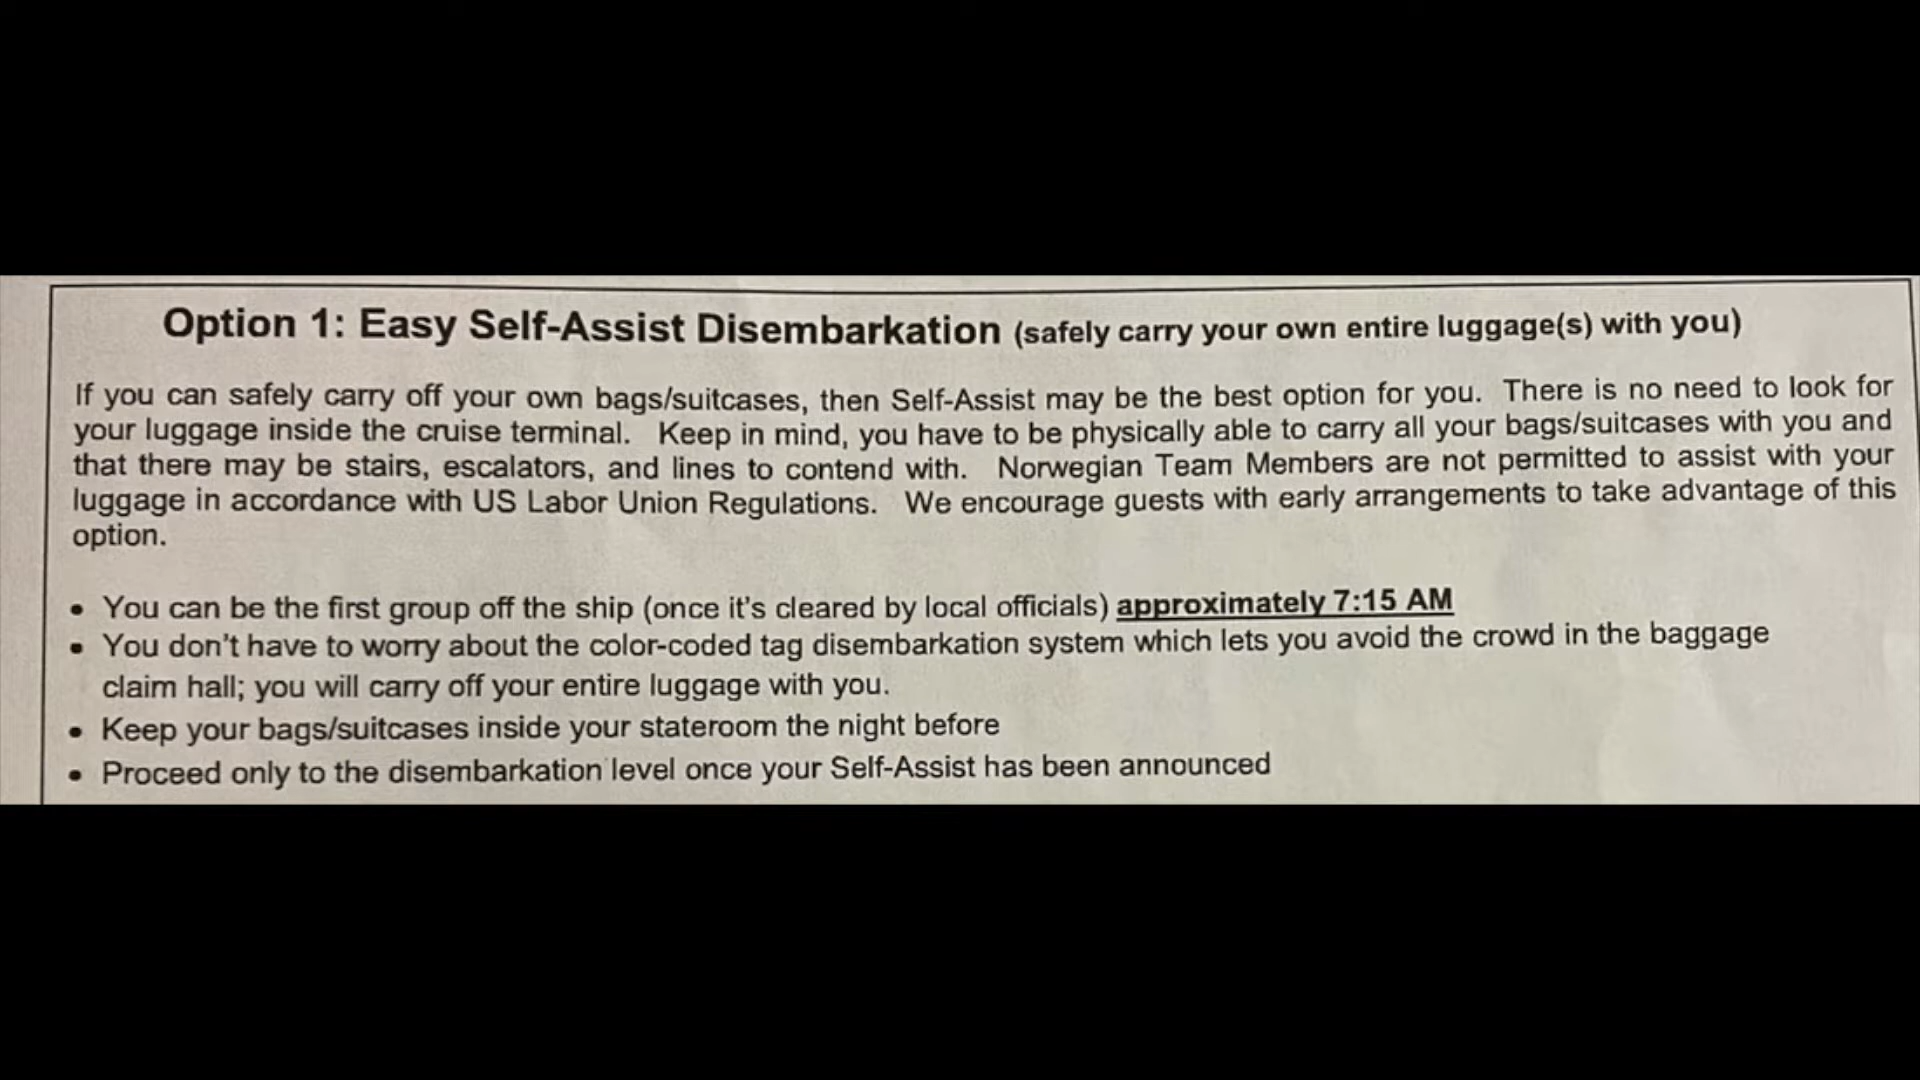 Option 1: Easy Self-Assist Disembarkation (safely carry your own entire luggage(s) with you)
If you can safely carry off your own bags/suitcases, then Self-Assist may be the best option for you. There is no need to look for
your luggage inside the cruise terminal. Keep in mind, you have to be physically able to carry all your bags/suitcases with you and
that there may be stairs, escalators, and lines to contend with. Norwegian Team Members are not permitted to assist with your
luggage in accordance with US Labor Union Regulations. We encourage guests with early arrangements to take advantage of this
option.
• You can be the first group off the ship (once it's cleared by local officials) approximately 7:15 AM
• You don't have to worry about the color-coded tag disembarkation system which lets you avoid the crowd in the baggage
claim hall; you will carry off your entire luggage with you.
• Keep your bags/suitcases inside your stateroom the night before
• Proceed only to the disembarkation level once your Self-Assist has been announced